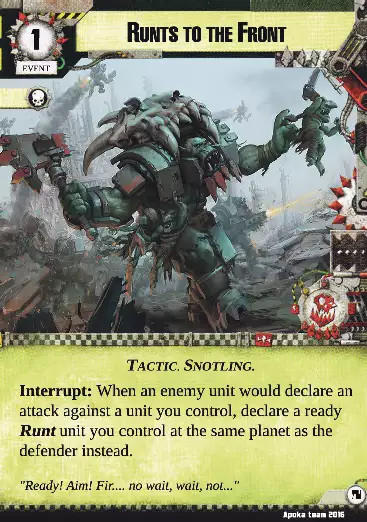 1
RUNTS TO THE FRONT
EVENT
TACTIC. SNOTLING.
Interrupt: When an enemy unit would declare an
attack against a unit you control, declare a ready
Runt unit you control at the same planet as the
defender instead.
"Ready! Aim! Fir.... no wait, wait, not..."
Apoka team 2016